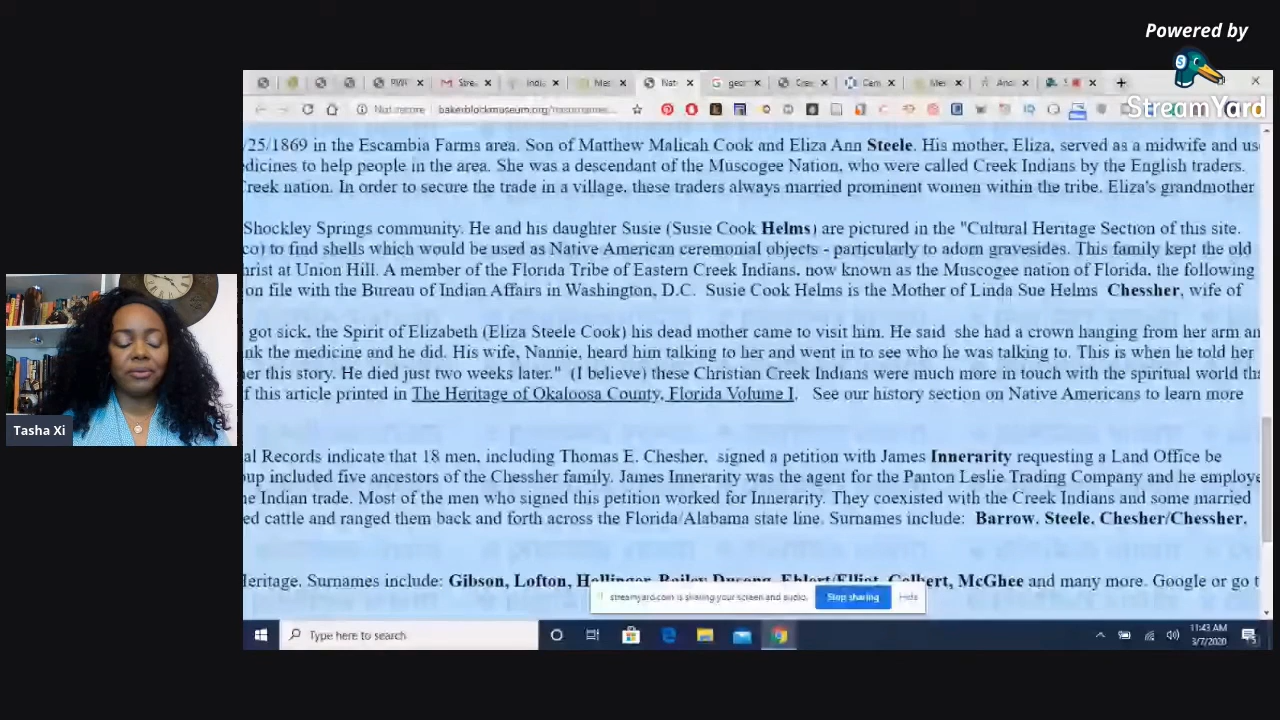 Powered by
StreamYard
Not secure
bakerblockmuseum.org/nasurnames...
/25/1869 in the Escambia Farms area. Son of Matthew Malicah Cook and Eliza Ann Steele. His mother, Eliza, served as a midwife and us
edicines to help people in the area. She was a descendant of the Muscogee Nation, who were called Creek Indians by the English traders.
Creek nation. In order to secure the trade in a village, these traders always married prominent women within the tribe. Eliza's grandmother
Shockley Springs community. He and his daughter Susie (Susie Cook Helms) are pictured in the "Cultural Heritage Section of this site.
co) to find shells which would be used as Native American ceremonial objects - particularly to adorn gravesides. This family kept the old
hrist at Union Hill. A member of the Florida Tribe of Eastern Creek Indians, now known as the Muscogee nation of Florida, the following
on file with the Bureau of Indian Affairs in Washington, D.C. Susie Cook Helms is the Mother of Linda Sue Helms Chessher, wife of
got sick, the Spirit of Elizabeth (Eliza Steele Cook) his dead mother came to visit him. He said she had a crown hanging from her arm an
nk the medicine and he did. His wife, Nannie, heard him talking to her and went in to see who he was talking to. This is when he told her
er this story. He died just two weeks later." (I believe) these Christian Creek Indians were much more in touch with the spiritual world tha
f this article printed in The Heritage of Okaloosa County, Florida Volume I. See our history section on Native Americans to learn more
Tasha Xi
al Records indicate that 18 men, including Thomas E. Chesher, signed a petition with James Innerarity requesting a Land Office be
oup included five ancestors of the Chessher family. James Innerarity was the agent for the Panton Leslie Trading Company and he employe
he Indian trade. Most of the men who signed this petition worked for Innerarity. They coexisted with the Creek Indians and some married
ed cattle and ranged them back and forth across the Florida/Alabama state line. Surnames include: Barrow, Steele, Chesher/Chessher,
Heritage. Surnames include: Gibson, Lofton, Hollinger, Bailey Dusong, Ehlert/Elliot, Colbert, McGhee and many more. Google or go t
streamyard.com is sharing your screen and audio.
Stop sharing
Hide
Type here to search
11:43 AM
3/7/2020